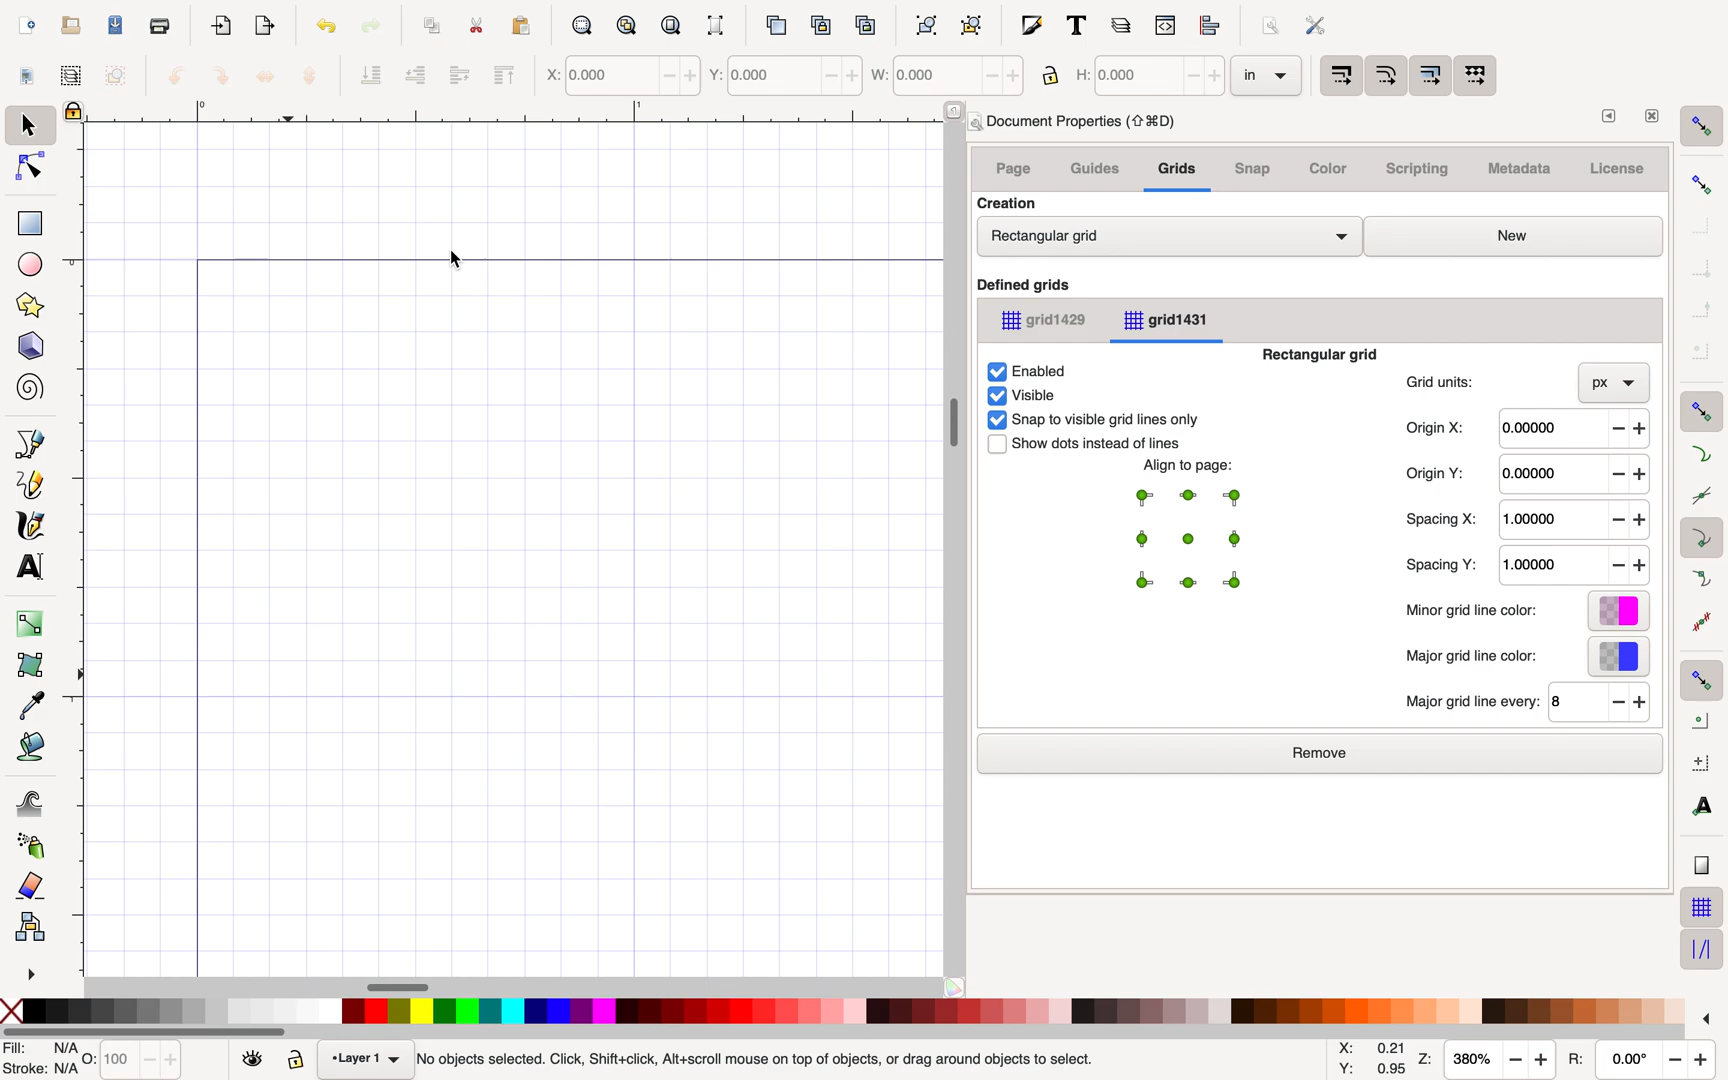 X: 0.000 Y: 0.000 W: 0.000 H: 0.000 in
0 1
0
1
Document Properties (⇧⌘D)
Page Guides Grids Snap Color Scripting Metadata License
Creation
Rectangular grid New
Defined grids
grid1429 grid1431
Rectangular grid
Enabled
Visible
Snap to visible grid lines only
Show dots instead of lines
Align to page:
Grid units: px
Origin X: 0.00000
Origin Y: 0.00000
Spacing X: 1.00000
Spacing Y: 1.00000
Minor grid line color:
Major grid line color:
Major grid line every: 8
Remove
Fill: N/A
Stroke: N/A
O: 100
•Layer 1
No objects selected. Click, Shift+click, Alt+scroll mouse on top of objects, or drag around objects to select.
X: 0.21
Y: 0.95
Z: 380%
R: 0.00°